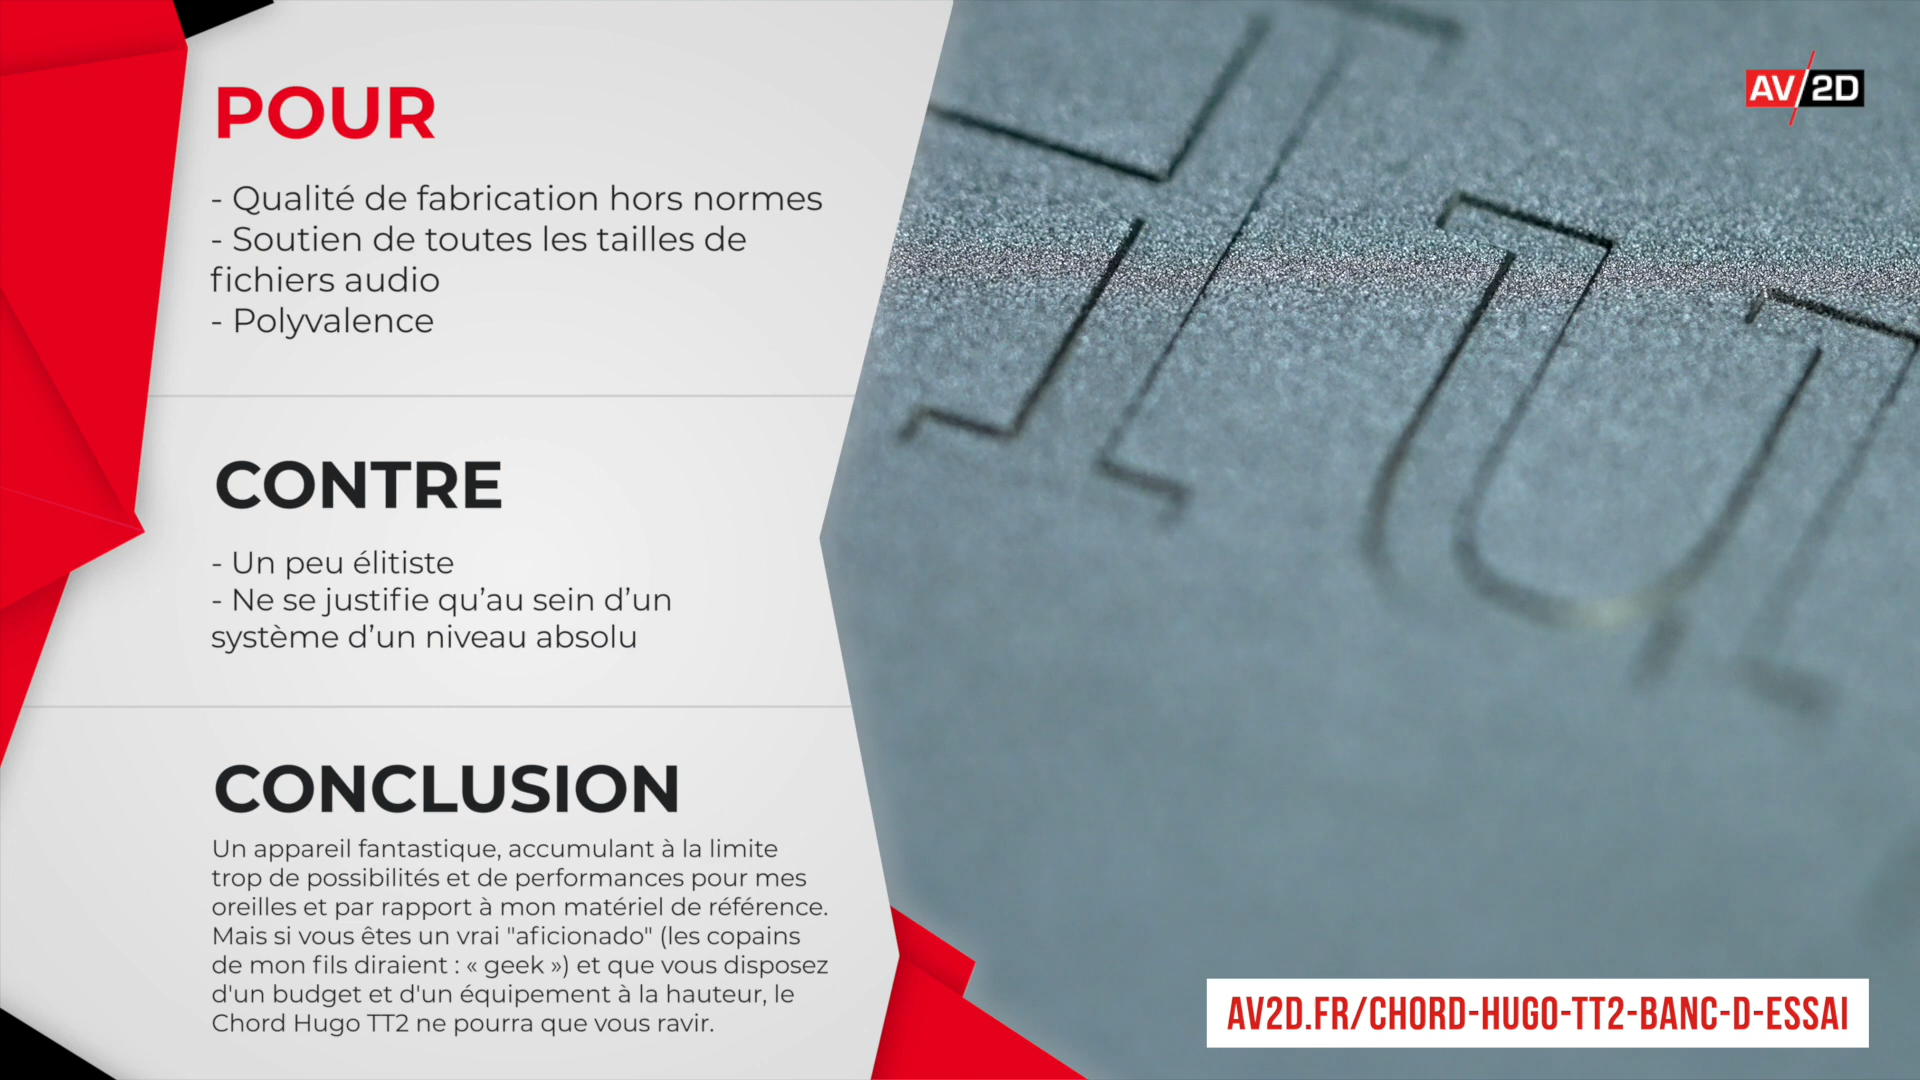 POUR
- Qualité de fabrication hors normes
- Soutien de toutes les tailles de
fichiers audio
- Polyvalence
CONTRE
- Un peu élitiste
- Ne se justifie qu’au sein d’un
système d’un niveau absolu
CONCLUSION
Un appareil fantastique, accumulant à la limite
trop de possibilités et de performances pour mes
oreilles et par rapport à mon matériel de référence.
Mais si vous êtes un vrai "aficionado" (les copains
de mon fils diraient : « geek ») et que vous disposez
d'un budget et d'un équipement à la hauteur, le
Chord Hugo TT2 ne pourra que vous ravir.
AV/2D
AV2D.FR/CHORD-HUGO-TT2-BANC-D-ESSAI